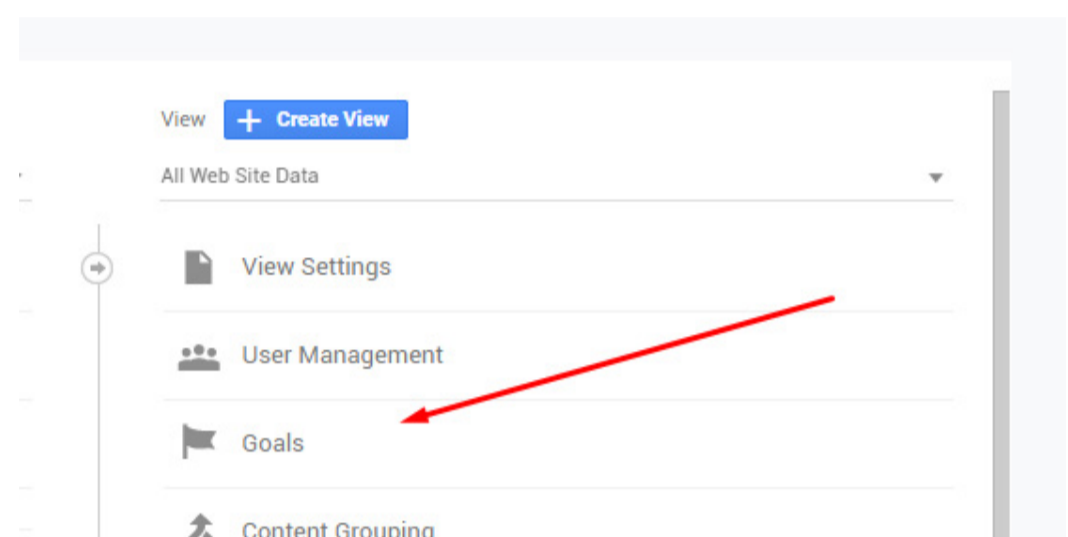 View + Create View
All Web Site Data
View Settings
User Management
Goals
Content Grouping